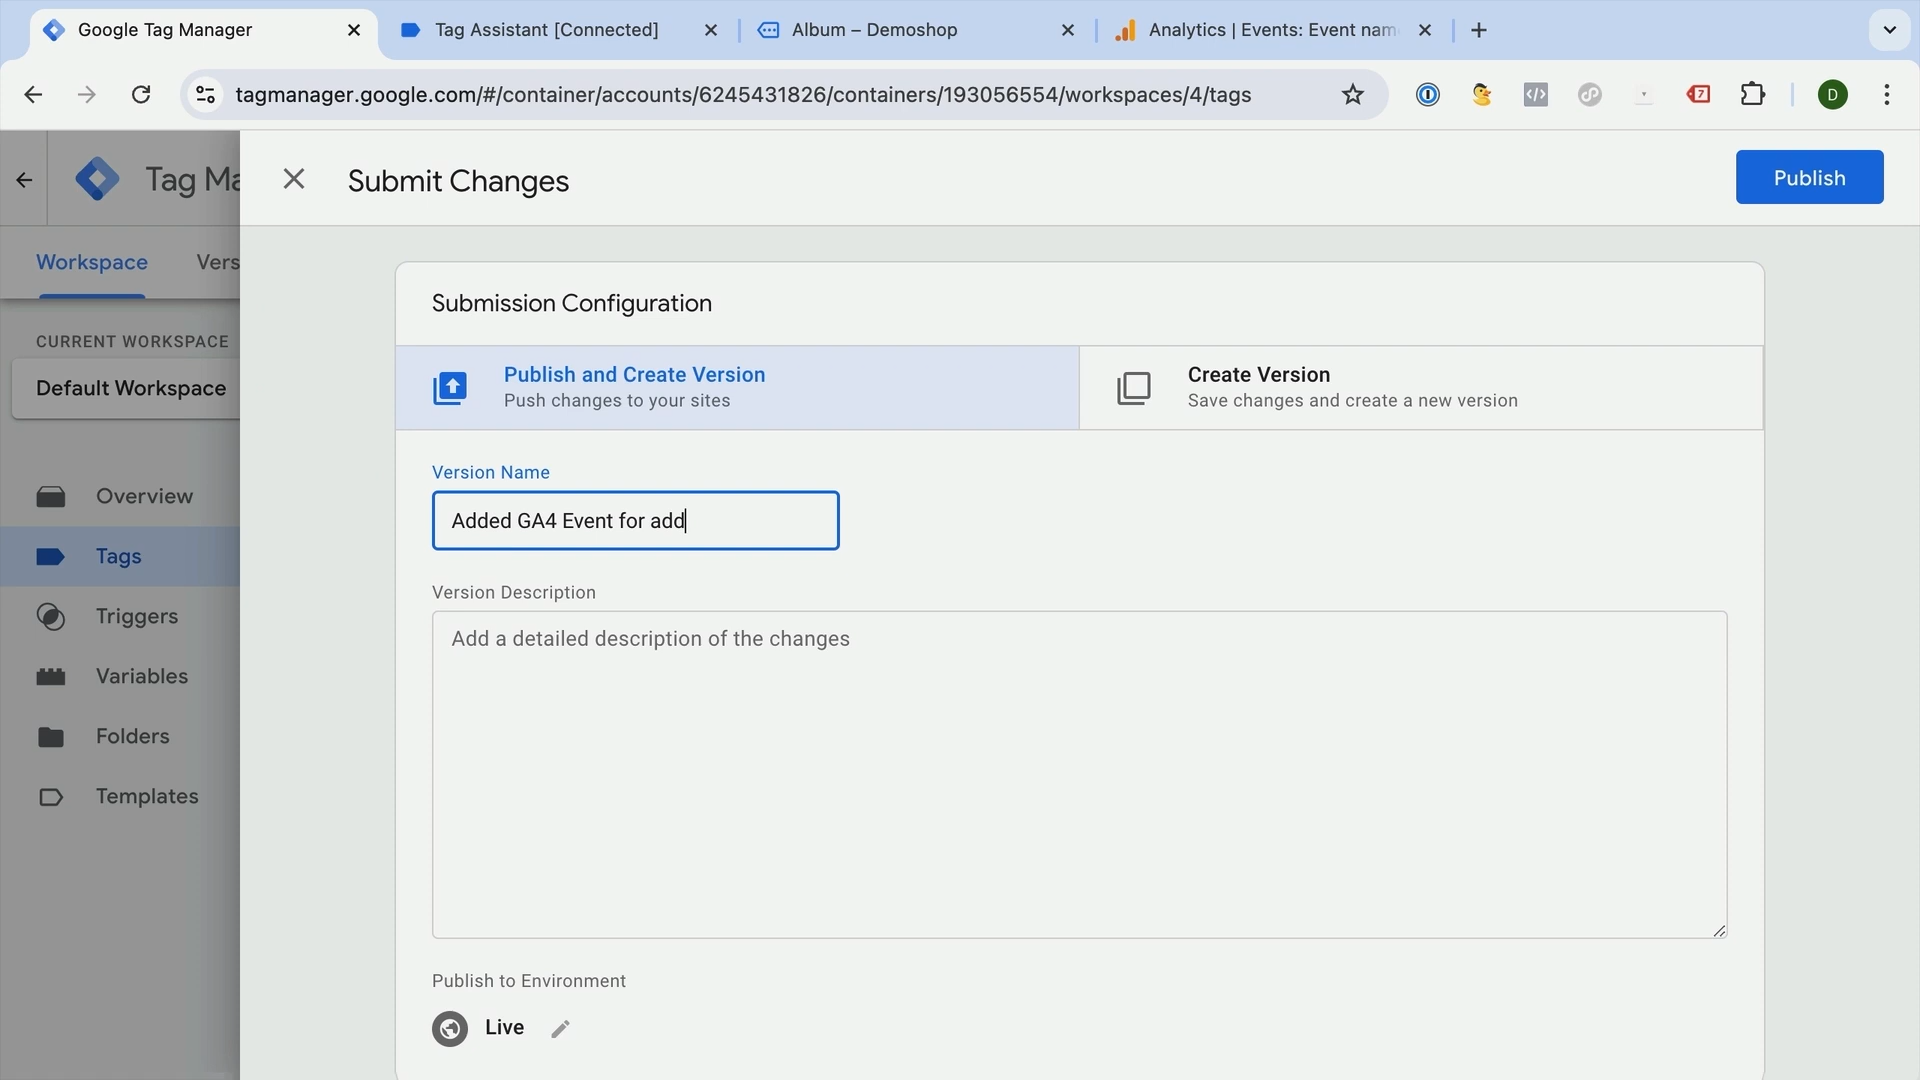 Google Tag Manager
Tag Assistant [Connected]
Album – Demoshop
Analytics | Events: Event nam
tagmanager.google.com/#/container/accounts/6245431826/containers/193056554/workspaces/4/tags
7
D
Tag Ma
Submit Changes
Publish
Workspace
Vers
Submission Configuration
CURRENT WORKSPACE
Default Workspace
Publish and Create Version
Push changes to your sites
Create Version
Save changes and create a new version
Version Name
Added GA4 Event for add
Overview
Tags
Triggers
Variables
Folders
Templates
Version Description
Add a detailed description of the changes
Publish to Environment
Live